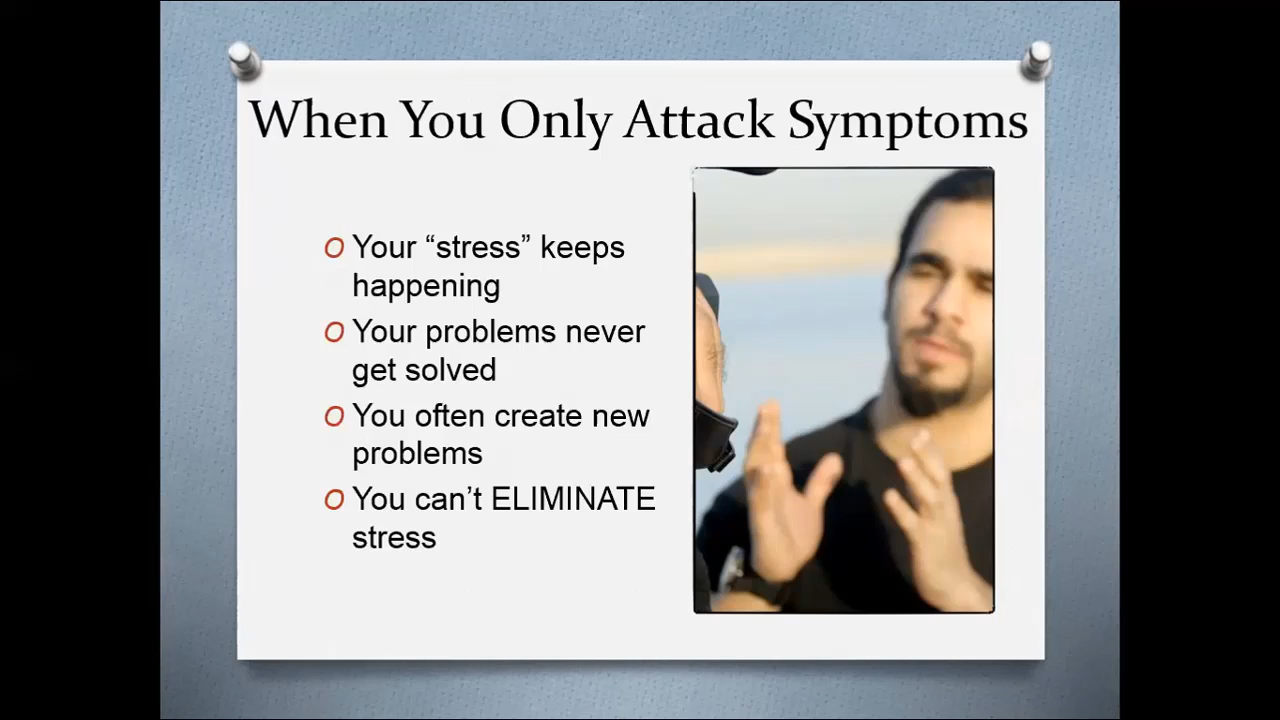 When You Only Attack Symptoms
Your “stress” keeps
happening
Your problems never
get solved
You often create new
problems
You can’t ELIMINATE
stress